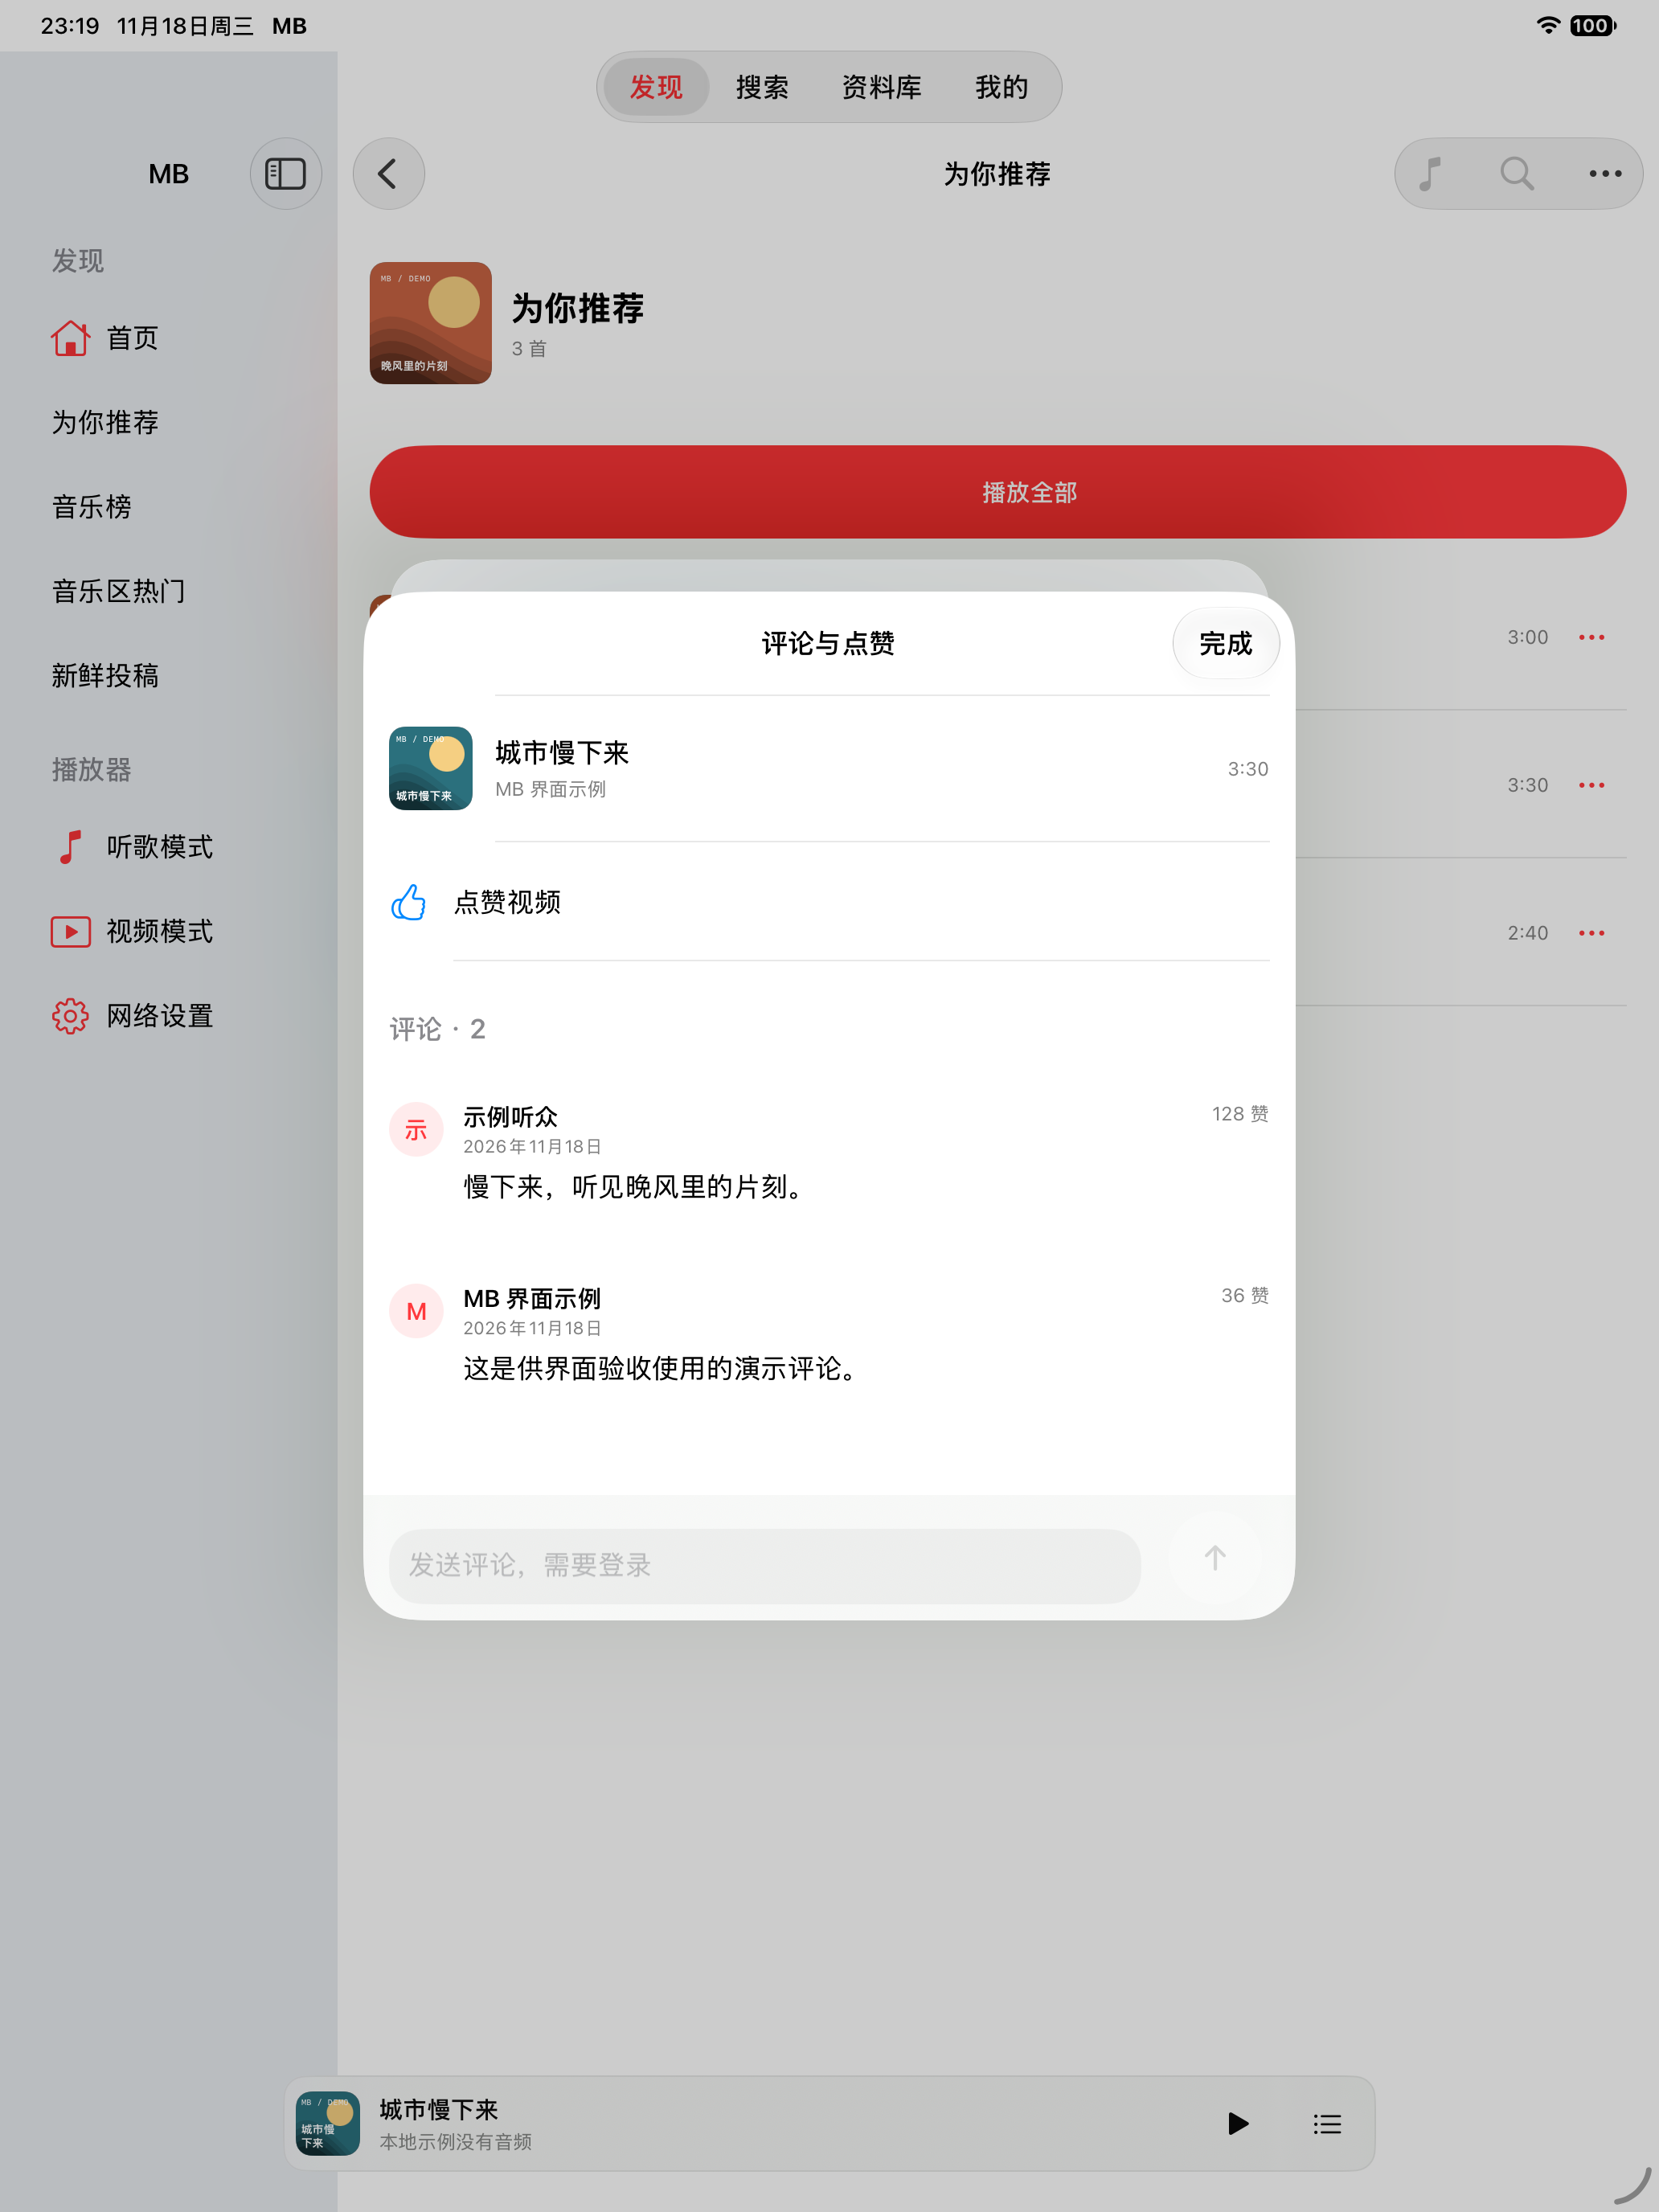 23:19 11月18日周三 MB
100
发现 搜索 资料库 我的
MB
为你推荐
发现
首页
为你推荐
音乐榜
音乐区热门
新鲜投稿
播放器
听歌模式
视频模式
网络设置
MB / DEMO
晚风里的片刻
为你推荐
3 首
播放全部
3:00
3:30
2:40
评论与点赞
完成
MB / DEMO
城市慢下来
城市慢下来
MB 界面示例
3:30
点赞视频
评论 · 2
示
示例听众
128 赞
2026年11月18日
慢下来，听见晚风里的片刻。
M
MB 界面示例
36 赞
2026年11月18日
这是供界面验收使用的演示评论。
发送评论，需要登录
MB / DEMO
城市慢
下来
城市慢下来
本地示例没有音频